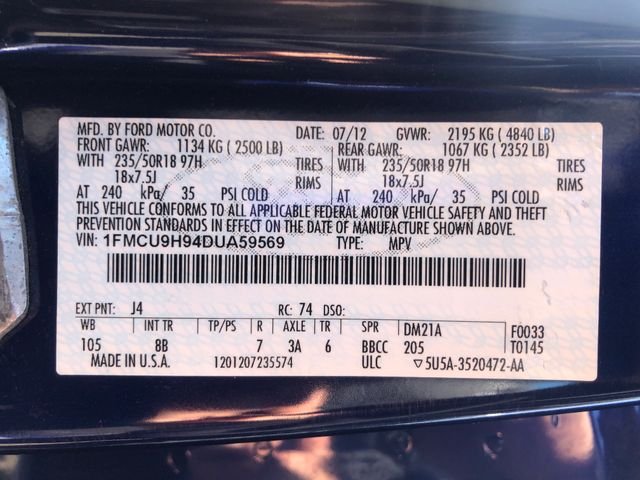 MFD. BY FORD MOTOR CO. DATE: 07/12 GVWR: 2195 KG ( 4840 LB)
FRONT GAWR: 1134 KG ( 2500 LB) REAR GAWR: 1067 KG ( 2352 LB)
WITH 235/50R18 97H TIRES WITH 235/50R18 97H TIRES
18x7.5J RIMS 18x7.5J RIMS
AT 240 kPa/ 35 PSI COLD AT 240 kPa/ 35 PSI COLD
THIS VEHICLE CONFORMS TO ALL APPLICABLE FEDERAL MOTOR VEHICLE SAFETY AND THEFT
PREVENTION STANDARDS IN EFFECT ON THE DATE OF MANUFACTURE SHOWN ABOVE.
VIN: 1FMCU9H94DUA59569 TYPE: MPV
EXT PNT: J4 RC: 74 DSO:
WB INT TR TP/PS R AXLE TR SPR DM21A F0033
105 8B 7 3A 6 BBCC 205 T0145
MADE IN U.S.A. 1201207235574 ULC ▽5U5A-3520472-AA